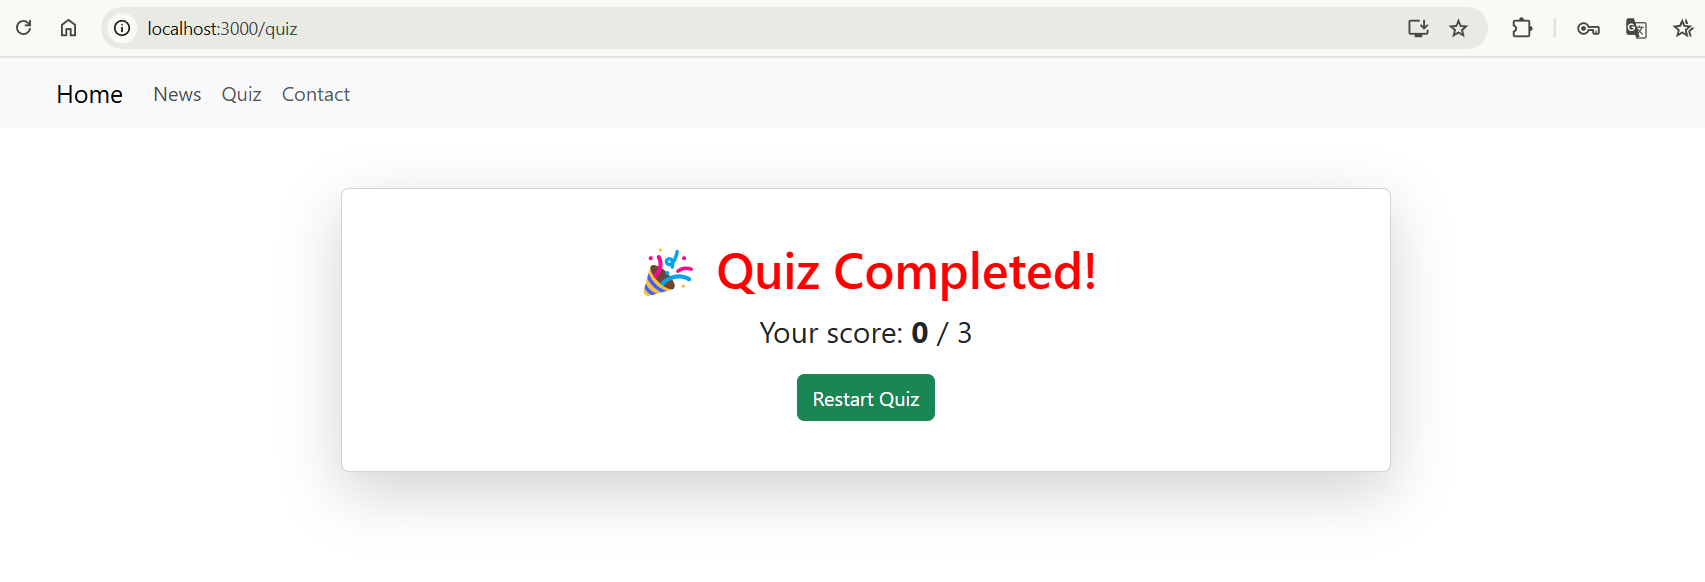 localhost:3000/quiz
Home News Quiz Contact
🎉 Quiz Completed!
Your score: 0 / 3
Restart Quiz